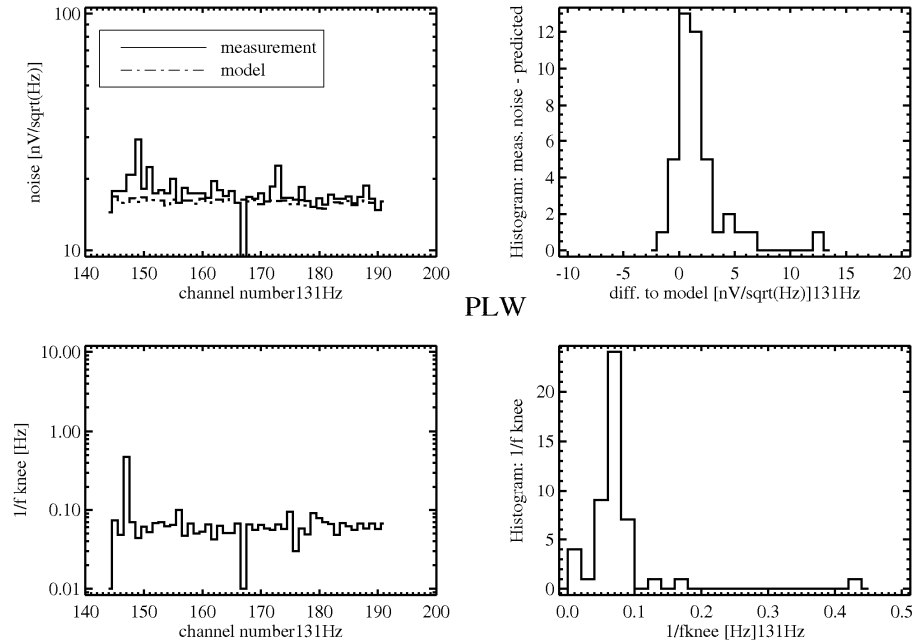 100
10
noise [nV/sqrt(Hz)]
measurement
model
140 150 160 170 180 190 200
channel number131Hz
12
10
8
6
4
2
0
Histogram: meas. noise - predicted
-10 -5 0 5 10 15 20
diff. to model [nV/sqrt(Hz)]131Hz
PLW
10.00
1.00
0.10
0.01
1/f knee [Hz]
140 150 160 170 180 190 200
channel number131Hz
20
15
10
5
0
Histogram: 1/f knee
0.0 0.1 0.2 0.3 0.4 0.5
1/fknee [Hz]131Hz